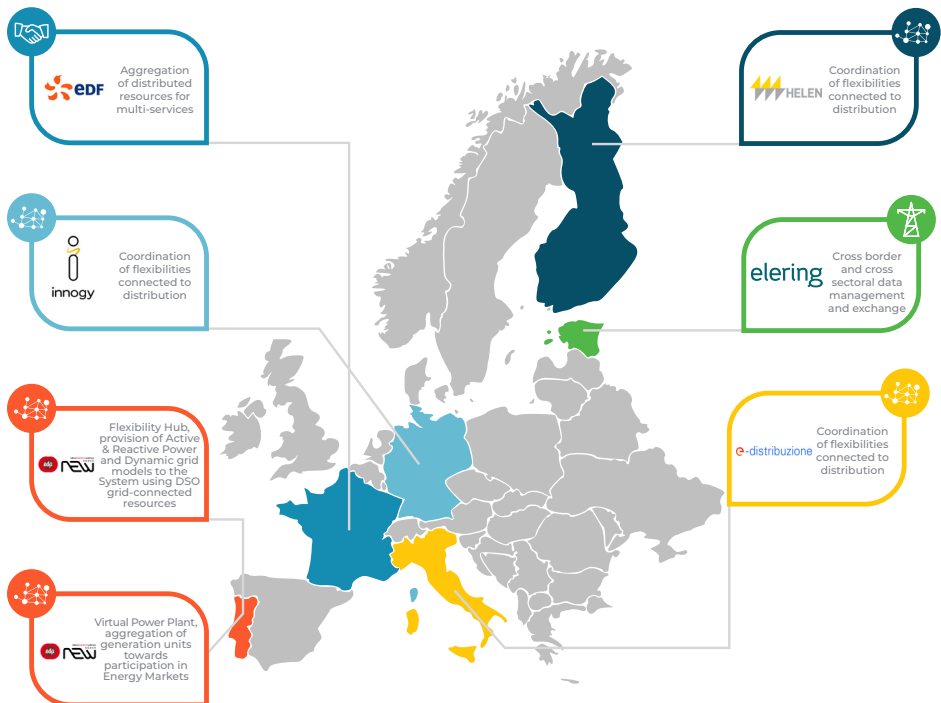 edf
Aggregation
of distributed
resources for
multi-services
HELEN
Coordination
of flexibilities
connected to
distribution
innogy
Coordination
of flexibilities
connected to
distribution
elering
Cross border
and cross
sectoral data
management
and exchange
edp
new
Flexibility Hub,
provision of Active
& Reactive Power
and Dynamic grid
models to the
System using DSO
grid-connected
resources
e-distribuzione
Coordination
of flexibilities
connected to
distribution
edp
new
Virtual Power Plant,
aggregation of
generation units
towards
participation in
Energy Markets